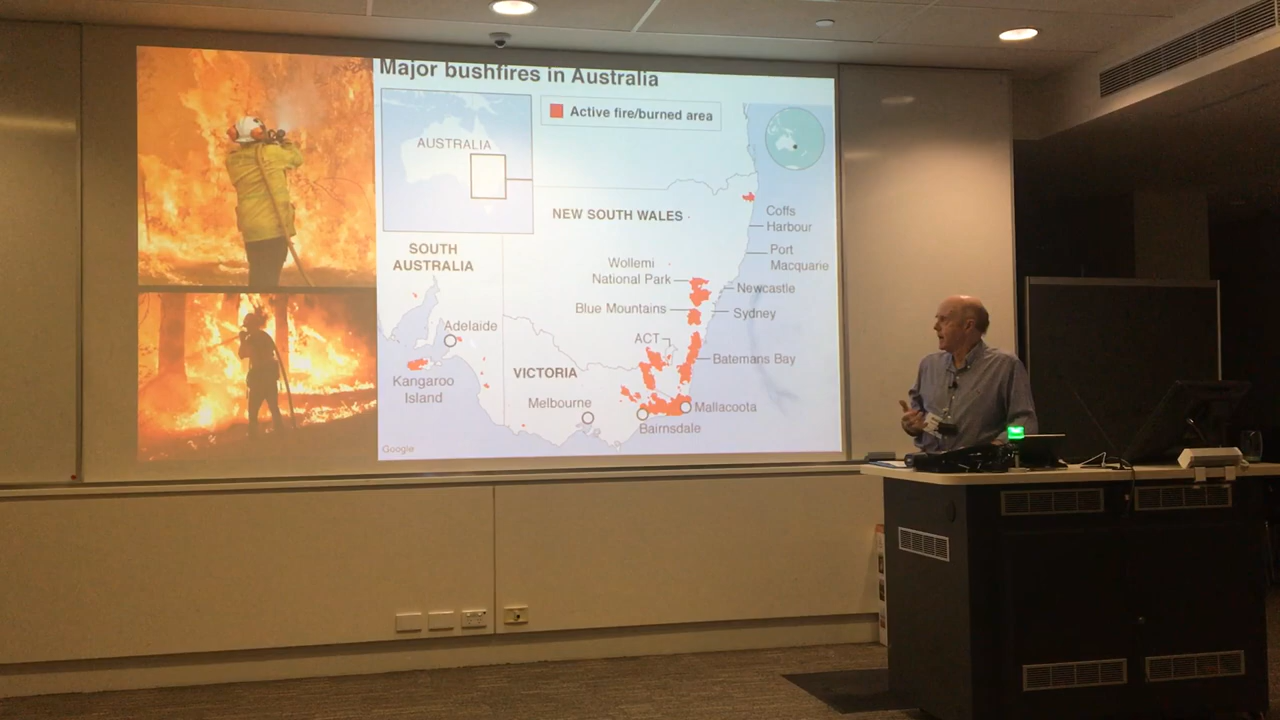 Major bushfires in Australia
Active fire/burned area
AUSTRALIA
NEW SOUTH WALES
Coffs
Harbour
SOUTH
AUSTRALIA
Port
Macquarie
Wollemi
National Park
Newcastle
Blue Mountains
Sydney
Adelaide
ACT
Batemans Bay
Kangaroo
Island
VICTORIA
Melbourne
Mallacoota
Bairnsdale
Google